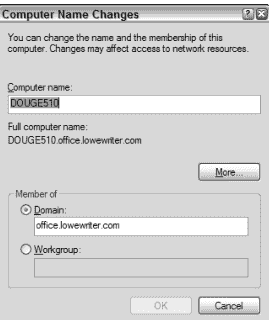 Computer Name Changes
You can change the name and the membership of this
computer. Changes may affect access to network resources.
Computer name:
DOUGE510
Full computer name:
DOUGE510.office.lowewriter.com
More...
Member of
Domain:
office.lowewriter.com
Workgroup:
OK
Cancel